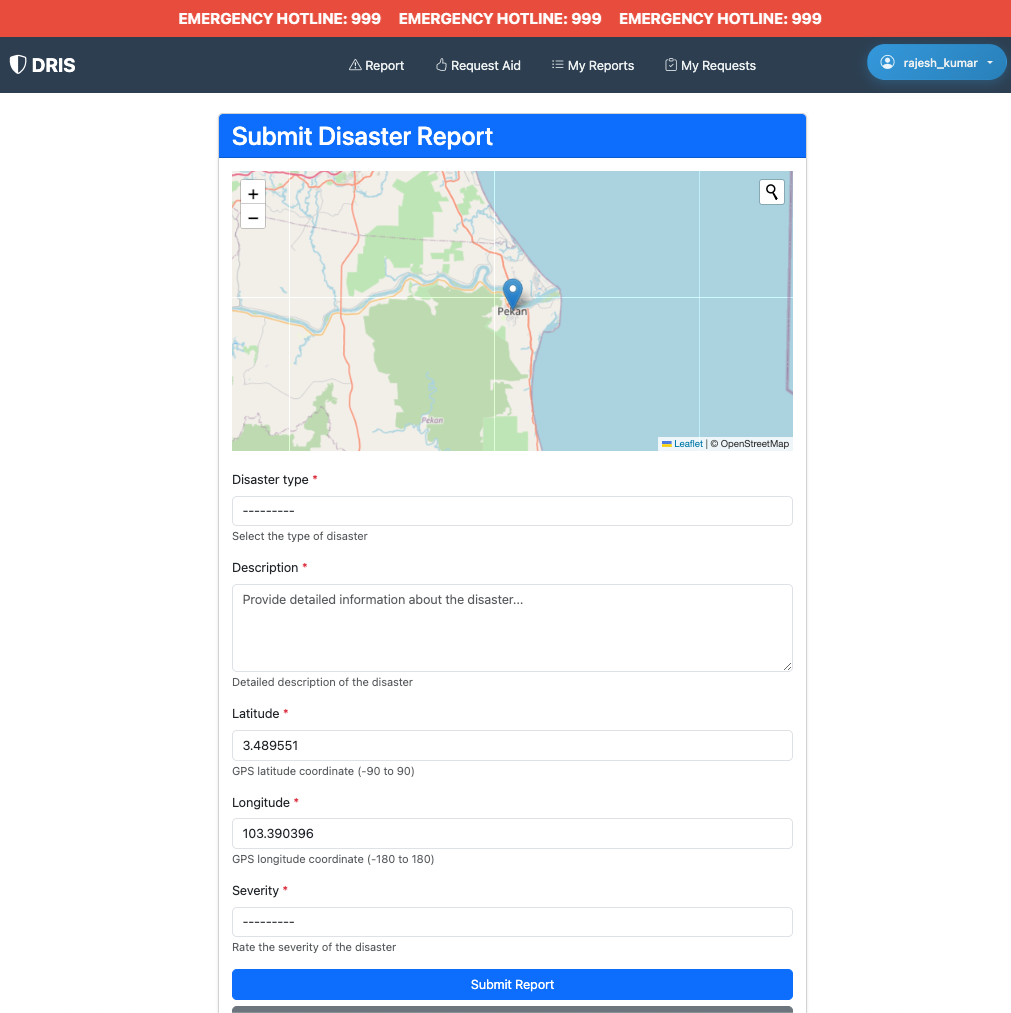 EMERGENCY HOTLINE: 999 EMERGENCY HOTLINE: 999 EMERGENCY HOTLINE: 999
DRIS Report Request Aid My Reports My Requests rajesh_kumar
Submit Disaster Report
+
−
Pekan
Pekan
Leaflet | © OpenStreetMap
Disaster type *
---------
Select the type of disaster
Description *
Provide detailed information about the disaster...
Detailed description of the disaster
Latitude *
3.489551
GPS latitude coordinate (-90 to 90)
Longitude *
103.390396
GPS longitude coordinate (-180 to 180)
Severity *
---------
Rate the severity of the disaster
Submit Report